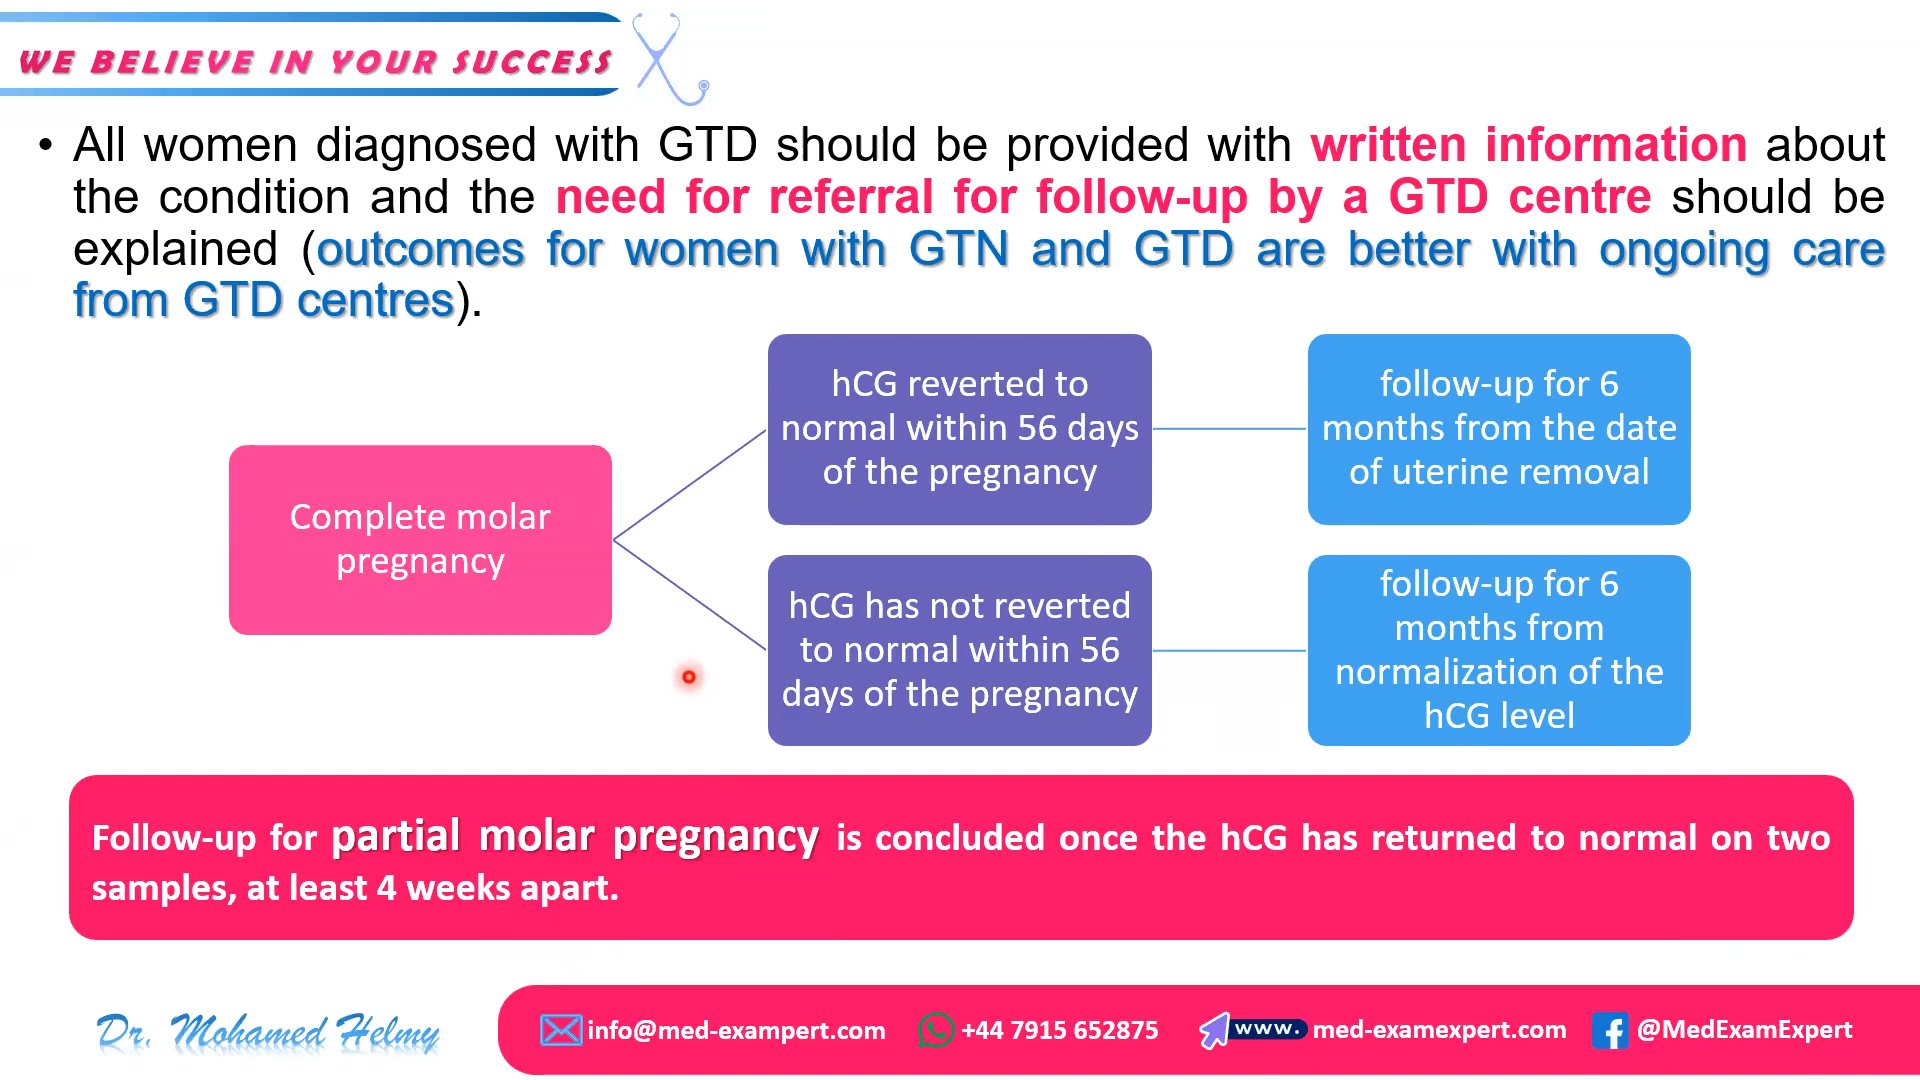 WE BELIEVE IN YOUR SUCCESS
• All women diagnosed with GTD should be provided with written information about
the condition and the need for referral for follow-up by a GTD centre should be
explained (outcomes for women with GTN and GTD are better with ongoing care
from GTD centres).
Complete molar
pregnancy
hCG reverted to
normal within 56 days
of the pregnancy
follow-up for 6
months from the date
of uterine removal
hCG has not reverted
to normal within 56
days of the pregnancy
follow-up for 6
months from
normalization of the
hCG level
Follow-up for partial molar pregnancy is concluded once the hCG has returned to normal on two
samples, at least 4 weeks apart.
Dr. Mohamed Helmy
info@med-exampert.com
+44 7915 652875
www. med-examexpert.com
@MedExamExpert